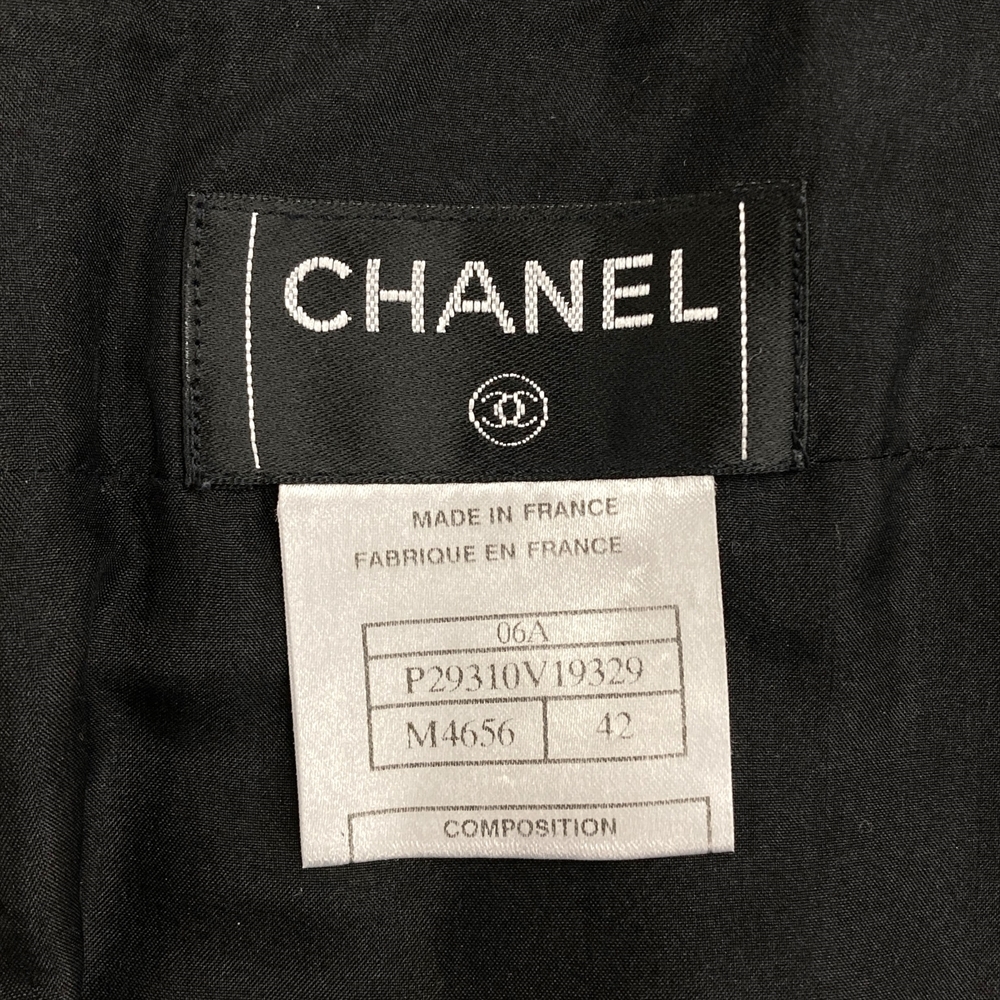 CHANEL
MADE IN FRANCE
FABRIQUE EN FRANCE
06A
P29310V19329
M4656 42
COMPOSITION